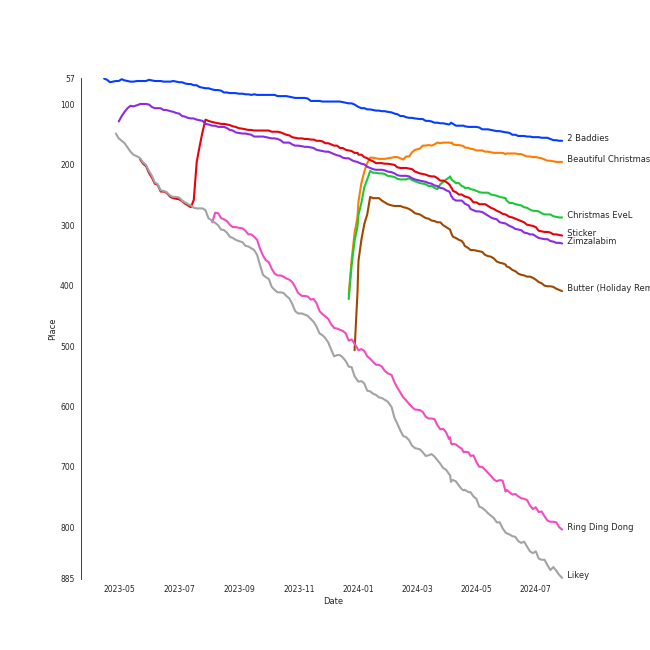 57
100
200
300
400
500
600
700
800
885
Place
2023-05
2023-07
2023-09
2023-11
2024-01
2024-03
2024-05
2024-07
Date
2 Baddies
Beautiful Christmas
Christmas EveL
Sticker
Zimzalabim
Butter (Holiday Rem
Ring Ding Dong
Likey